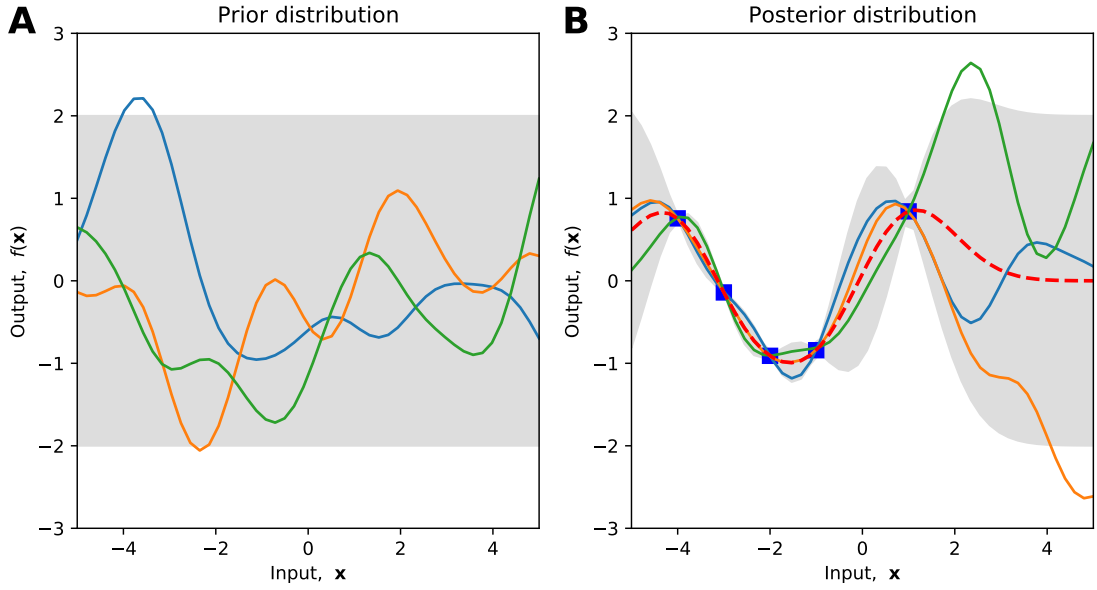 A
Prior distribution
3
2
1
0
−1
−2
−3
Output, f(x)
−4 −2 0 2 4
Input, x
B
Posterior distribution
3
2
1
0
−1
−2
−3
Output, f(x)
−4 −2 0 2 4
Input, x